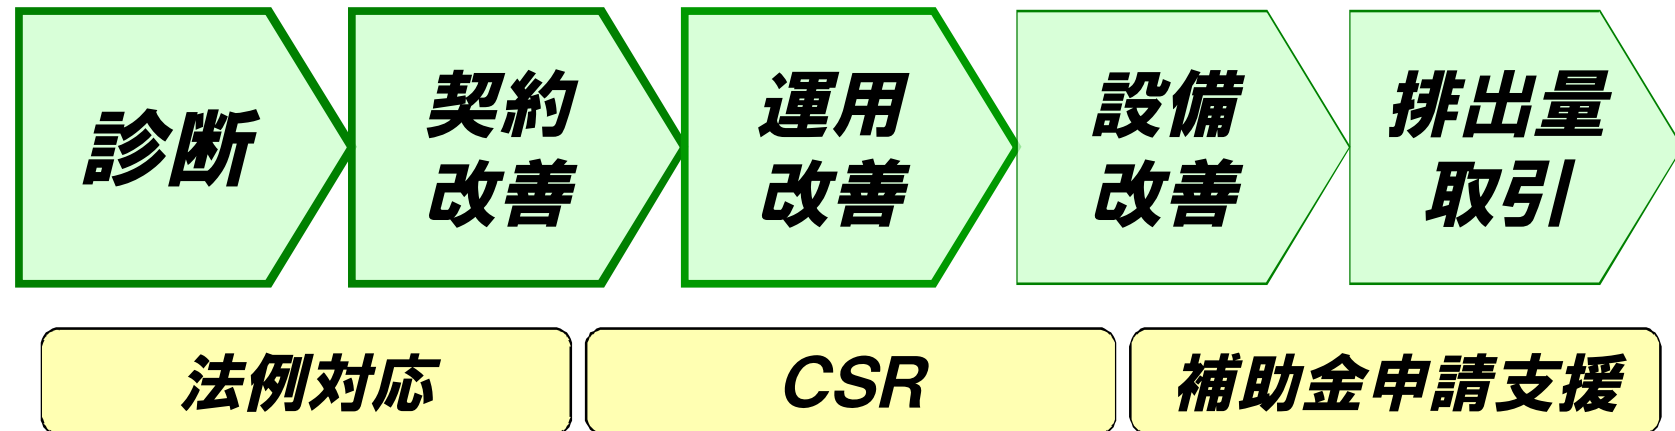 診断
契約
改善
運用
改善
設備
改善
排出量
取引
法例対応
CSR
補助金申請支援